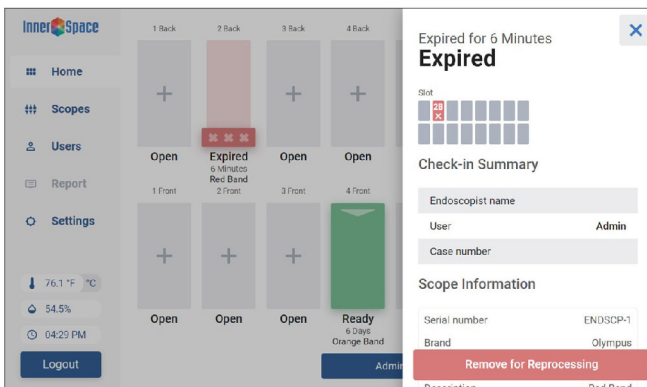 InnerSpace
Home
Scopes
Users
Report
Settings
76.1 °F °C
54.5%
04:29 PM
Logout
1 Back 2 Back 3 Back 4 Back
Open Expired Open Open
6 Minutes
Red Band
1 Front 2 Front 3 Front 4 Front
Open Open Open Ready
6 Days
Orange Band
Admin
Expired for 6 Minutes
Expired
Slot
2B
Check-in Summary
Endoscopist name
User Admin
Case number
Scope Information
Serial number ENDSCP-1
Brand Olympus
Remove for Reprocessing
Description Red Band